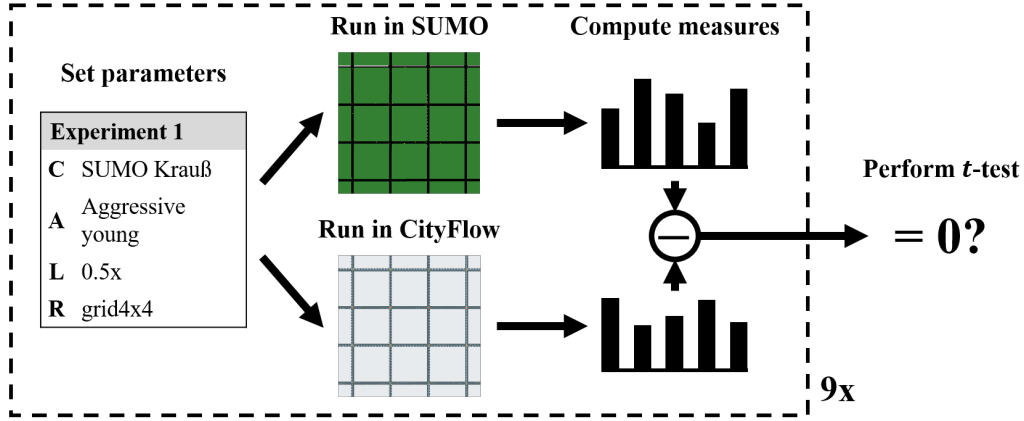 Set parameters
Experiment 1
C SUMO Krauß
A Aggressive
young
L 0.5x
R grid4x4
Run in SUMO
Run in CityFlow
Compute measures
Perform t-test
= 0?
9x